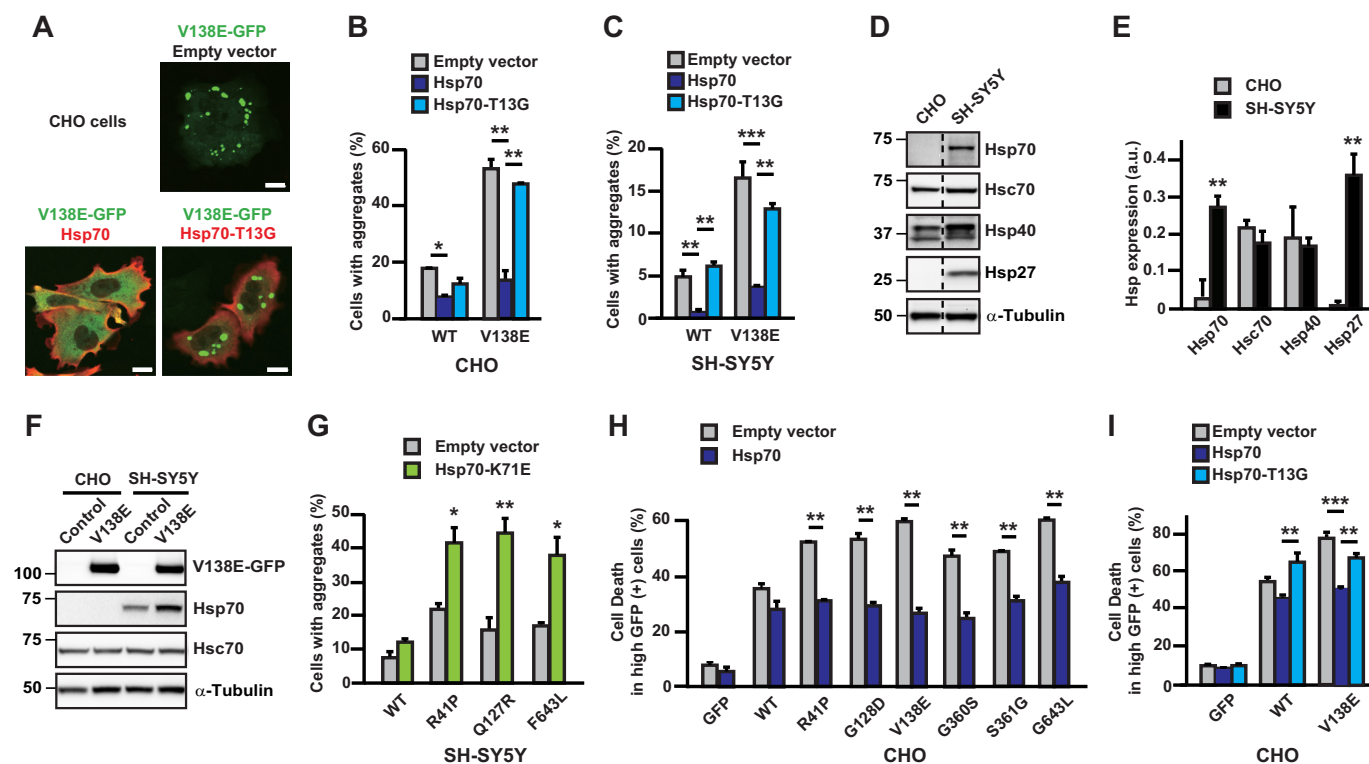 A
V138E-GFP
Empty vector
CHO cells
V138E-GFP
Hsp70
V138E-GFP
Hsp70-T13G
B
Empty vector
Hsp70
Hsp70-T13G
Cells with aggregates (%)
60
40
20
0
*
**
**
WT
V138E
CHO
C
Empty vector
Hsp70
Hsp70-T13G
Cells with aggregates (%)
20
15
10
5
0
**
**
***
**
WT
V138E
SH-SY5Y
D
CHO
SH-SY5Y
75
Hsp70
75
Hsc70
37
Hsp40
25
Hsp27
50
α-Tubulin
E
CHO
SH-SY5Y
Hsp expression (a.u.)
0.4
0.2
0
**
**
Hsp70
Hsc70
Hsp40
Hsp27
F
CHO
SH-SY5Y
Control
V138E
Control
V138E
100
V138E-GFP
75
Hsp70
75
Hsc70
50
α-Tubulin
G
Empty vector
Hsp70-K71E
Cells with aggregates (%)
50
40
30
20
10
0
*
**
*
WT
R41P
Q127R
F643L
SH-SY5Y
H
Empty vector
Hsp70
Cell Death
in high GFP (+) cells (%)
60
40
20
0
**
**
**
**
**
**
GFP
WT
R41P
G128D
V138E
G360S
S361G
G643L
CHO
I
Empty vector
Hsp70
Hsp70-T13G
Cell Death
in high GFP (+) cells (%)
80
60
40
20
0
**
***
**
GFP
WT
V138E
CHO